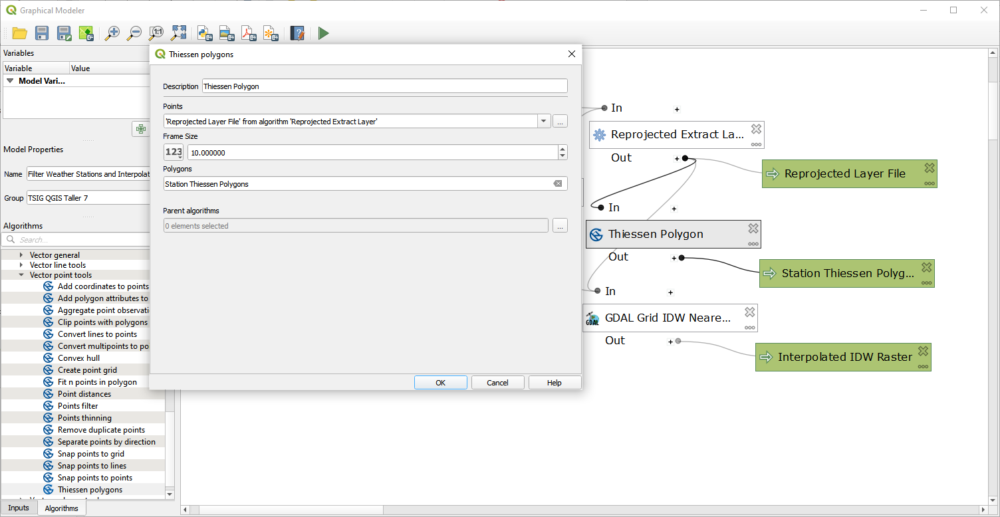 Graphical Modeler
1:1
Variables
Variable Value
Model Vari...
Model Properties
Name Filter Weather Stations and Interpolat
Group TSIG QGIS Taller 7
Algorithms
Search...
Vector general
Vector line tools
Vector point tools
Add coordinates to points
Add polygon attributes to
Aggregate point observati
Clip points with polygons
Convert lines to points
Convert multipoints to poi
Convex hull
Create point grid
Fit n points in polygon
Point distances
Points filter
Points thinning
Remove duplicate points
Separate points by direction
Snap points to grid
Snap points to lines
Snap points to points
Thiessen polygons
Inputs Algorithms
Thiessen polygons
Description Thiessen Polygon
Points
'Reprojected Layer File' from algorithm 'Reprojected Extract Layer' ...
Frame Size
123 10.000000
Polygons
Station Thiessen Polygons
Parent algorithms
0 elements selected ...
OK Cancel Help
In +
Reprojected Extract La...
Out +
Reprojected Layer File
In +
Thiessen Polygon
Out +
Station Thiessen Polyg...
In +
GDAL GDAL Grid IDW Neare...
Out +
Interpolated IDW Raster